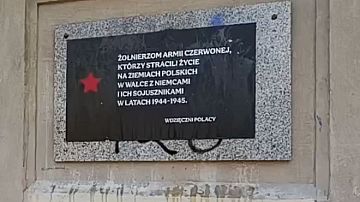 ŻOŁNIERZOM ARMII CZERWONEJ,
KTÓRZY STRACILI ŻYCIE
NA ZIEMIACH POLSKICH
W WALCE Z NIEMCAMI
I ICH SOJUSZNIKAMI
W LATACH 1944-1945.
WDZIĘCZNI POLACY